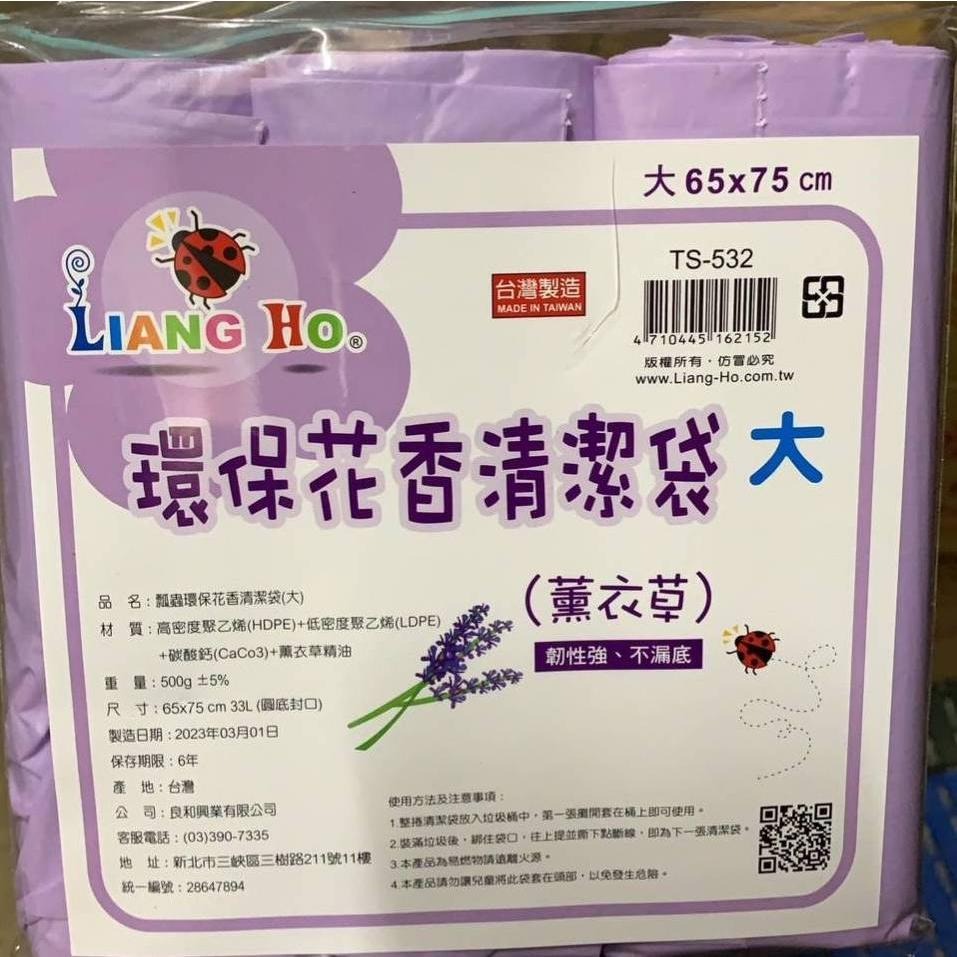 大 65x75 cm
LIANG HO®
台灣製造
MADE IN TAIWAN
TS-532
4 710445 162152
版權所有‧仿冒必究
www.Liang-Ho.com.tw
環保花香清潔袋 大
（薰衣草）
韌性強、不漏底
品 名：瓢蟲環保花香清潔袋(大)
材 質：高密度聚乙烯(HDPE)+低密度聚乙烯(LDPE)
+碳酸鈣(CaCo3)+薰衣草精油
重 量：500g ±5%
尺 寸：65x75 cm 33L (圓底封口)
製造日期：2023年03月01日
保存期限：6年
產 地：台灣
公 司：良和興業有限公司
客服電話：(03)390-7335
地 址：新北市三峽區三樹路211號11樓
統一編號：28647894
使用方法及注意事項：
1.整捲清潔袋放入垃圾桶中，第一張攤開套在桶上即可使用。
2.裝滿垃圾後，綁住袋口，往上提並撕下點斷線，即為下一張清潔袋。
3.本產品為易燃物請遠離火源。
4.本產品請勿讓兒童將此袋套在頭部，以免發生危險。